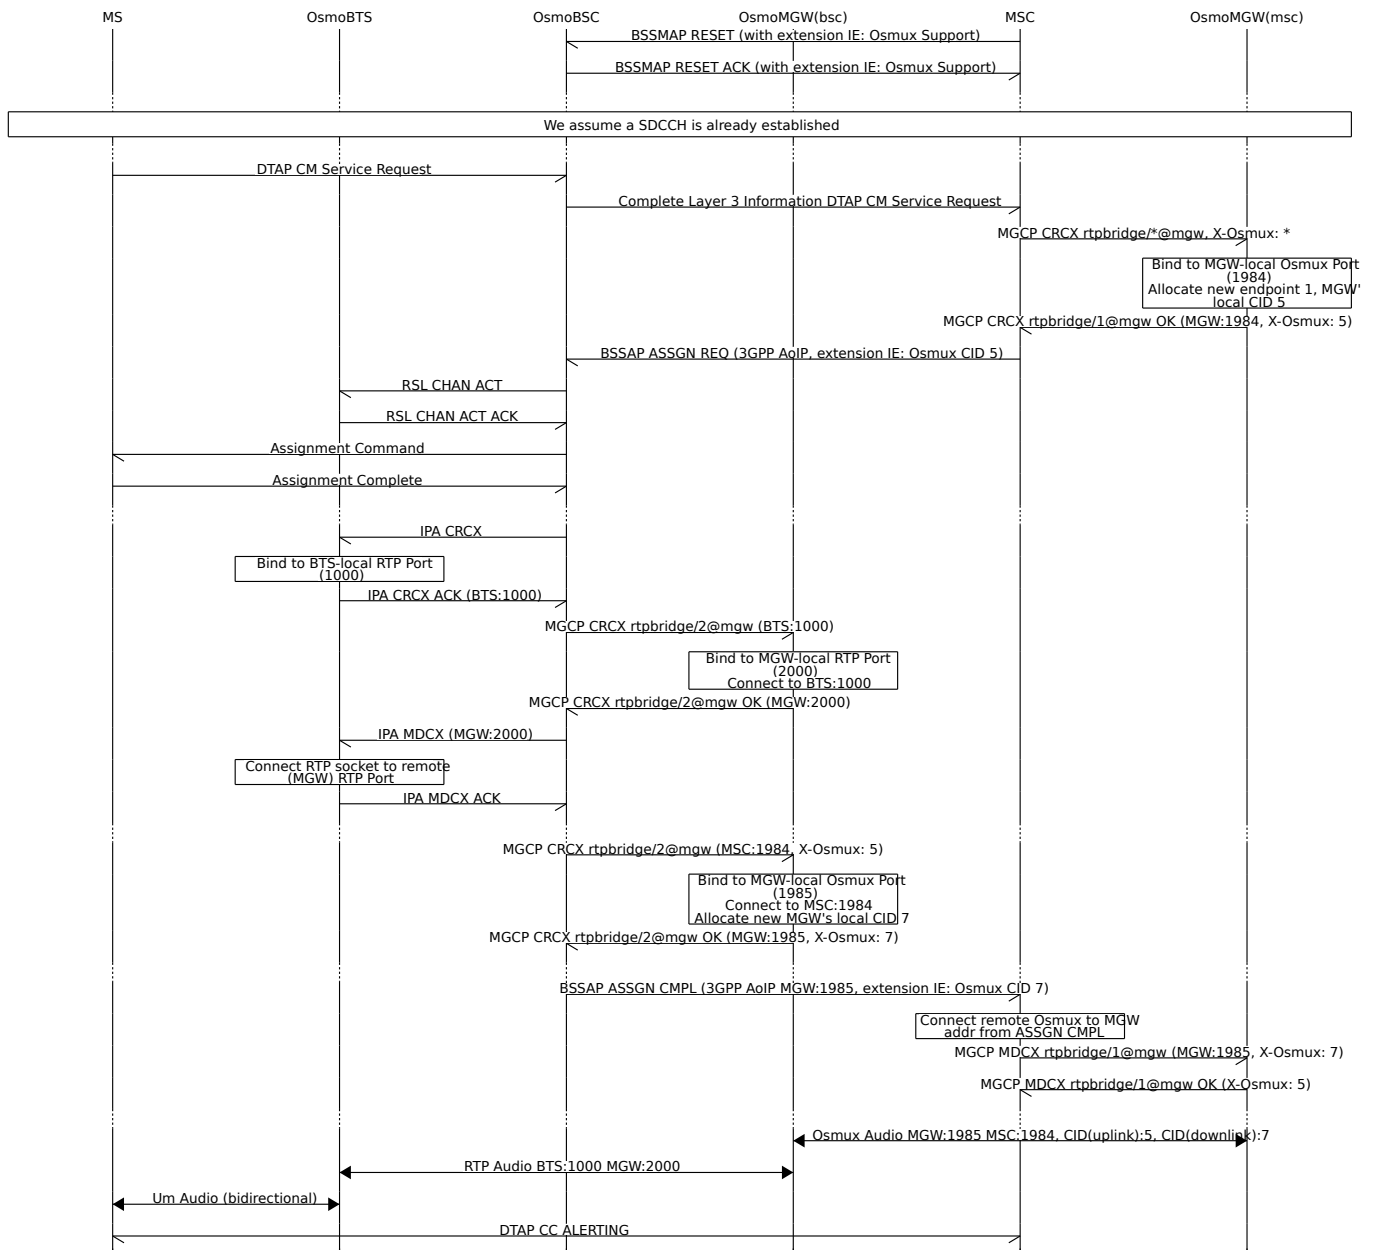 MS OsmoBTS OsmoBSC OsmoMGW(bsc) MSC OsmoMGW(msc)
BSSMAP RESET (with extension IE: Osmux Support)
BSSMAP RESET ACK (with extension IE: Osmux Support)
We assume a SDCCH is already established
DTAP CM Service Request
Complete Layer 3 Information DTAP CM Service Request
MGCP CRCX rtpbridge/*@mgw, X-Osmux: *
Bind to MGW-local Osmux Port
(1984)
Allocate new endpoint 1, MGW'
local CID 5
MGCP CRCX rtpbridge/1@mgw OK (MGW:1984, X-Osmux: 5)
BSSAP ASSGN REQ (3GPP AoIP, extension IE: Osmux CID 5)
RSL CHAN ACT
RSL CHAN ACT ACK
Assignment Command
Assignment Complete
IPA CRCX
Bind to BTS-local RTP Port
(1000)
IPA CRCX ACK (BTS:1000)
MGCP CRCX rtpbridge/2@mgw (BTS:1000)
Bind to MGW-local RTP Port
(2000)
Connect to BTS:1000
MGCP CRCX rtpbridge/2@mgw OK (MGW:2000)
IPA MDCX (MGW:2000)
Connect RTP socket to remote
(MGW) RTP Port
IPA MDCX ACK
MGCP CRCX rtpbridge/2@mgw (MSC:1984, X-Osmux: 5)
Bind to MGW-local Osmux Port
(1985)
Connect to MSC:1984
Allocate new MGW's local CID 7
MGCP CRCX rtpbridge/2@mgw OK (MGW:1985, X-Osmux: 7)
BSSAP ASSGN CMPL (3GPP AoIP MGW:1985, extension IE: Osmux CID 7)
Connect remote Osmux to MGW
addr from ASSGN CMPL
MGCP MDCX rtpbridge/1@mgw (MGW:1985, X-Osmux: 7)
MGCP MDCX rtpbridge/1@mgw OK (X-Osmux: 5)
Osmux Audio MGW:1985 MSC:1984, CID(uplink):5, CID(downlink):7
RTP Audio BTS:1000 MGW:2000
Um Audio (bidirectional)
DTAP CC ALERTING